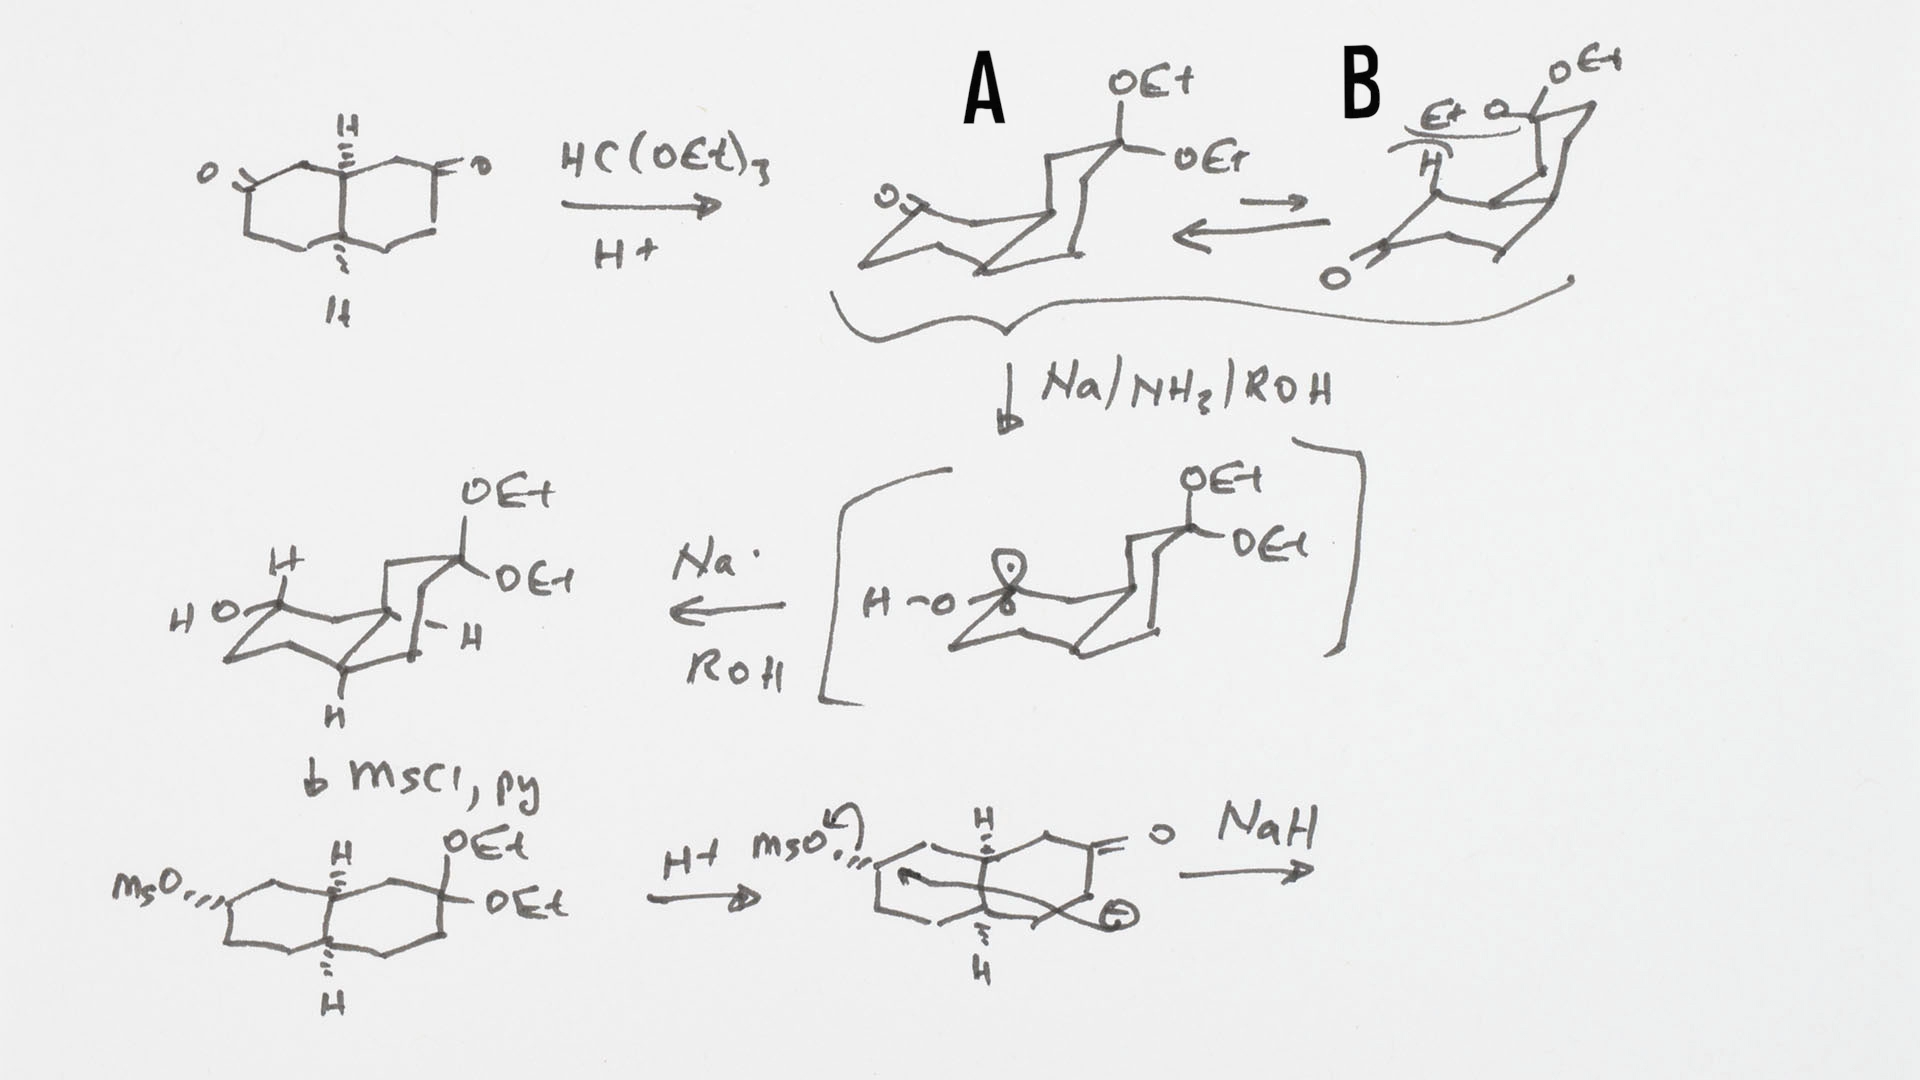 A
B
OEt
OEt
H
O
O
HC(OEt)3
H+
H
O
OEt
EtO
H
O
Na/NH3/ROH
OEt
OEt
H
HO
H
H
Na·
ROH
H-O
OEt
OEt
MsCl, py
MsO
H
OEt
OEt
H
H+
MsO
H
O
⊖
H
NaH